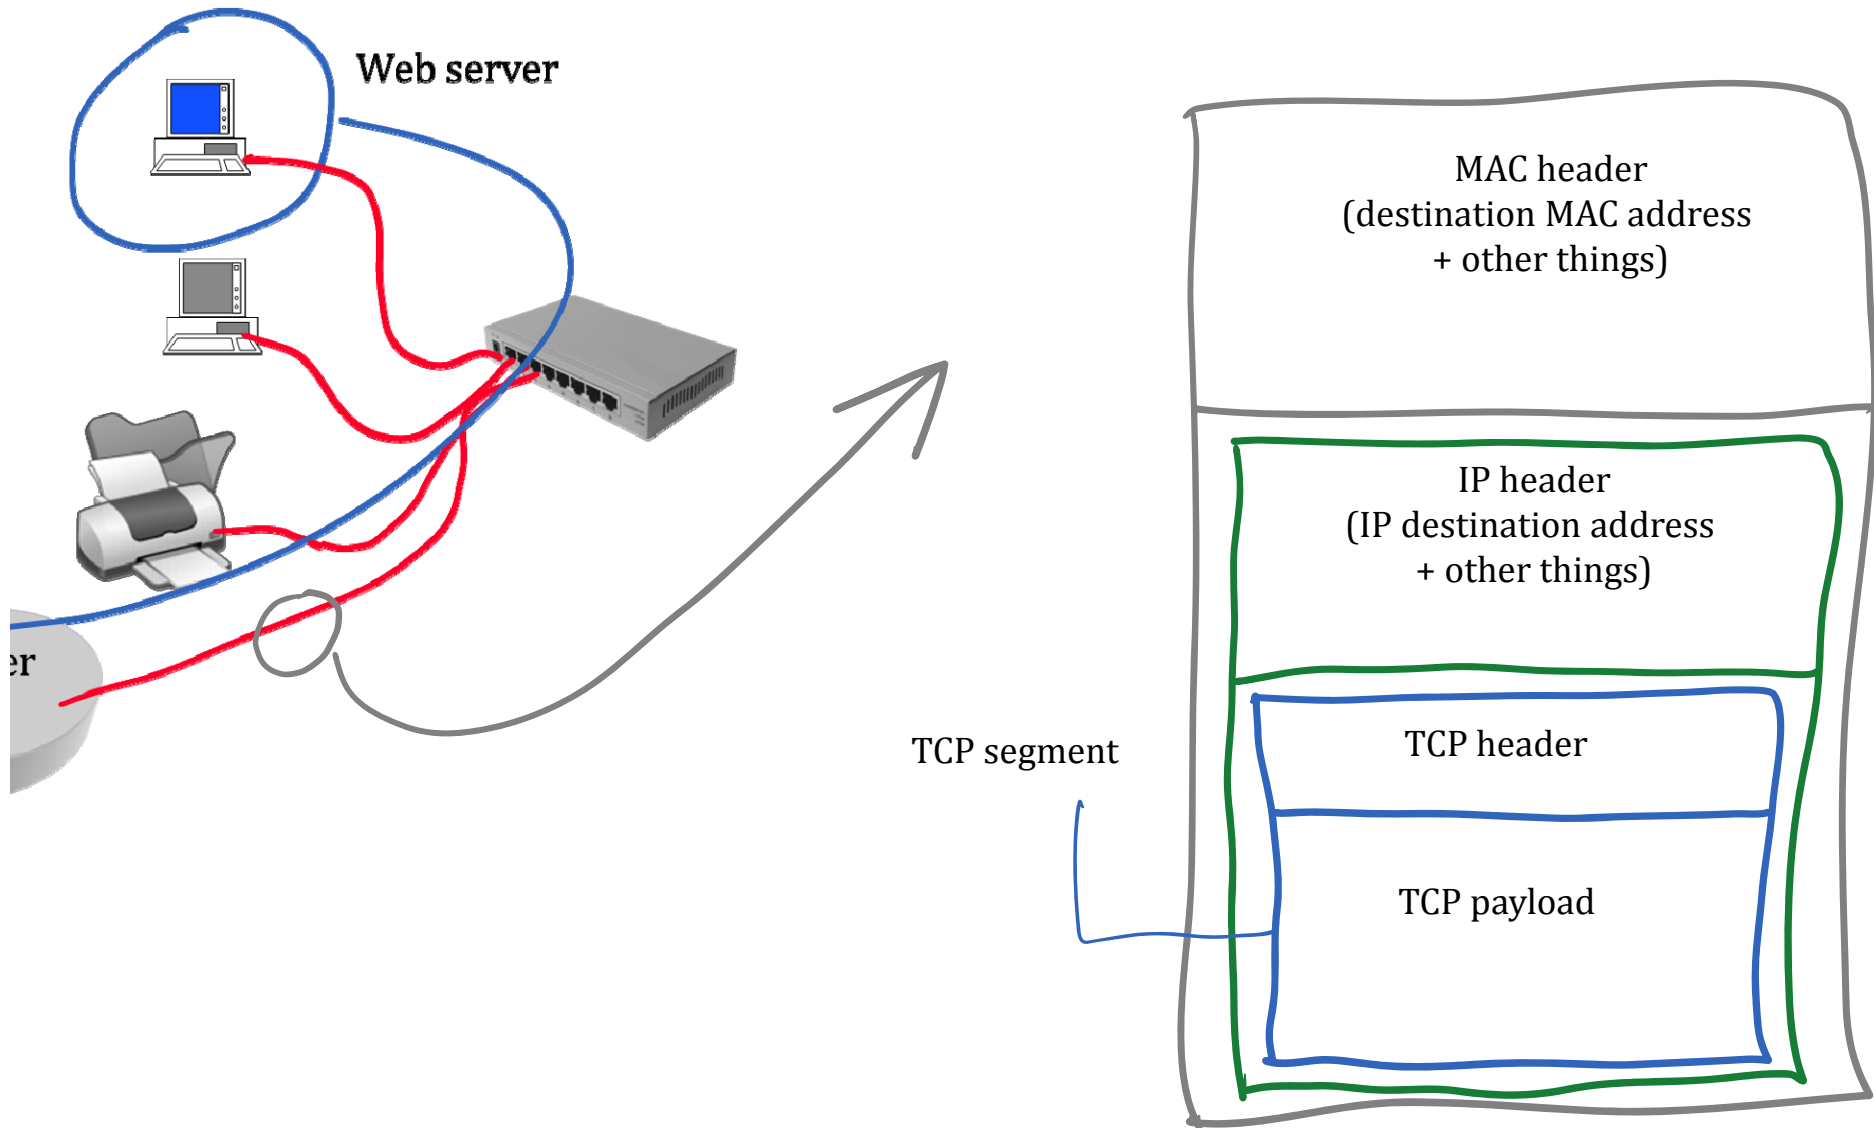 Web server
er
MAC header
(destination MAC address
+ other things)
IP header
(IP destination address
+ other things)
TCP segment
TCP header
TCP payload